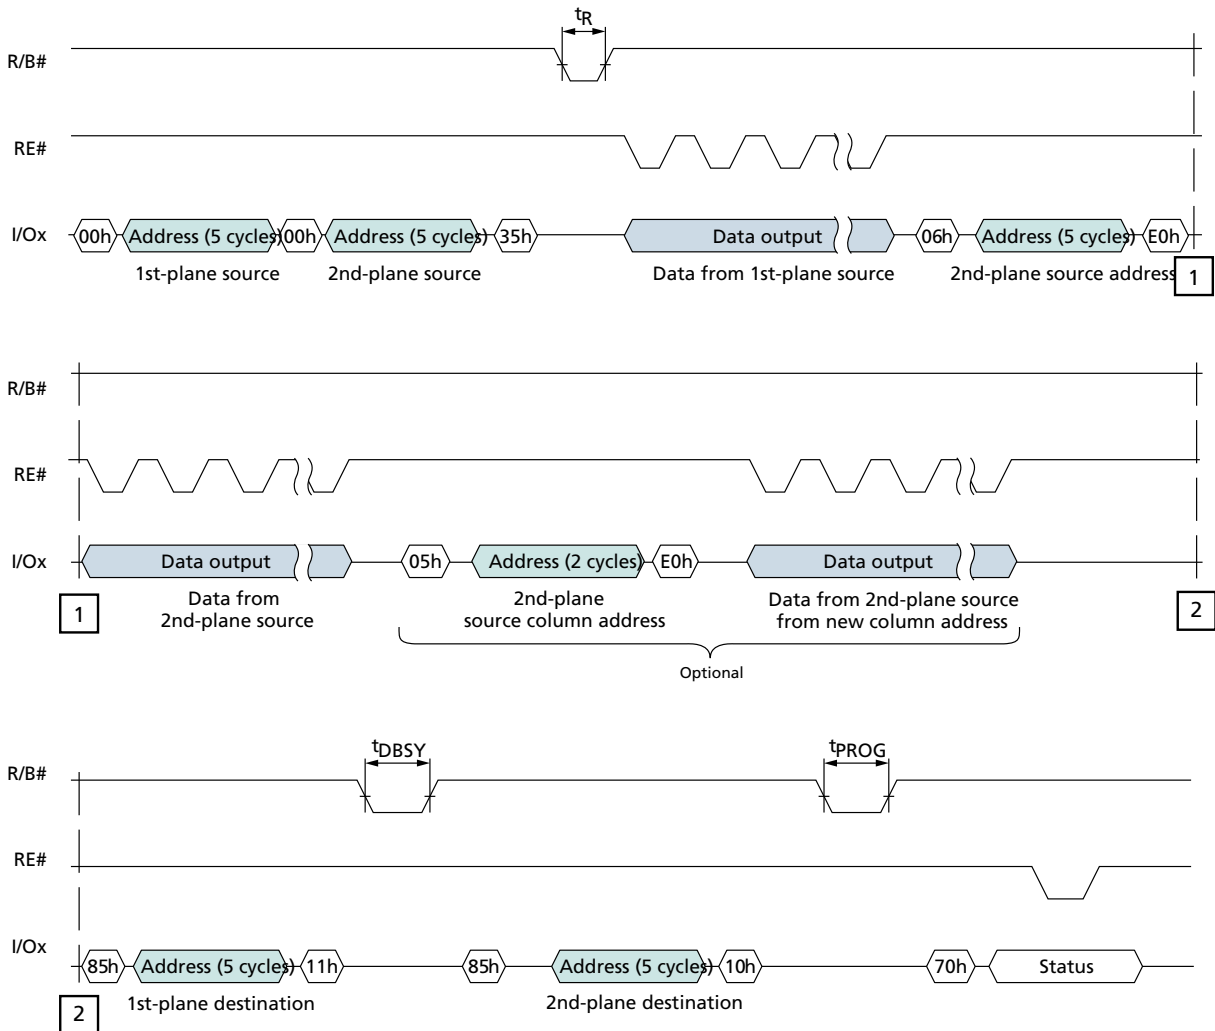 tR
R/B#
RE#
I/Ox 00h Address (5 cycles) 00h Address (5 cycles) 35h Data output 06h Address (5 cycles) E0h
1st-plane source 2nd-plane source Data from 1st-plane source 2nd-plane source address 1
R/B#
RE#
I/Ox Data output 05h Address (2 cycles) E0h Data output
1 Data from 2nd-plane Data from 2nd-plane source 2
2nd-plane source source column address from new column address
Optional
tDBSY tPROG
R/B#
RE#
I/Ox 85h Address (5 cycles) 11h 85h Address (5 cycles) 10h 70h Status
2 1st-plane destination 2nd-plane destination